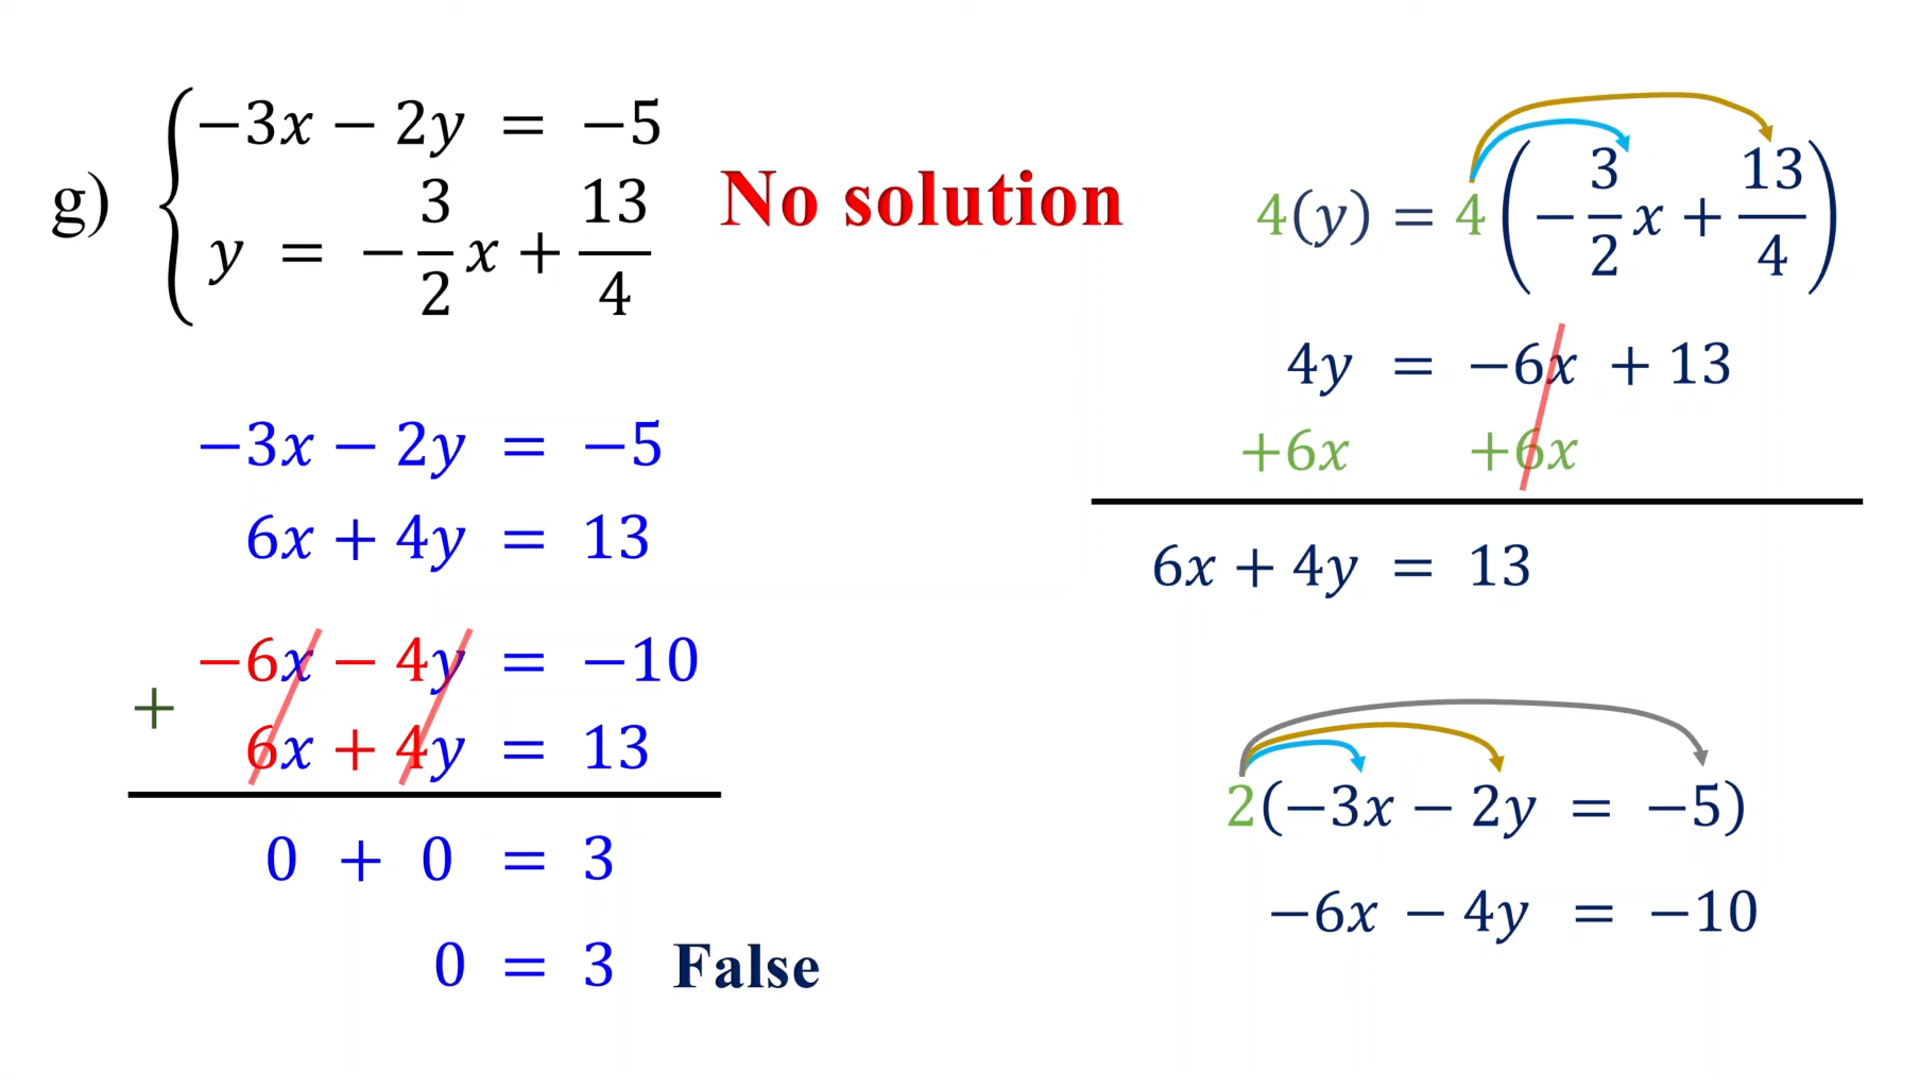 g) { −3x − 2y = −5
y = −3/2 x + 13/4
No solution
−3x − 2y = −5
6x + 4y = 13
−6x − 4y = −10
+ 6x + 4y = 13
0 + 0 = 3
0 = 3 False
4(y) = 4(−3/2 x + 13/4)
4y = −6x + 13
+6x +6x
6x + 4y = 13
2(−3x − 2y = −5)
−6x − 4y = −10